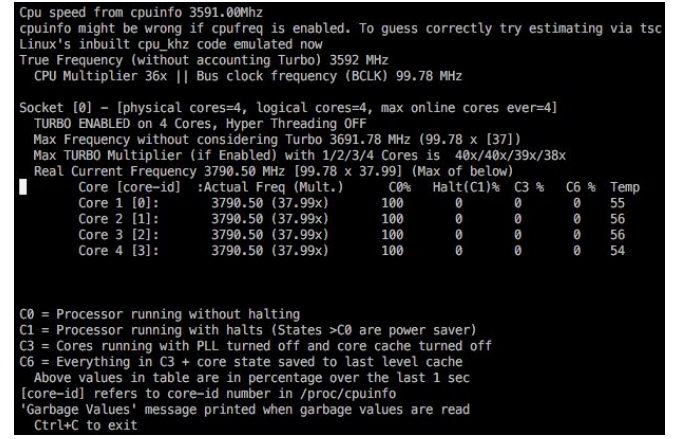 Cpu speed from cpuinfo 3591.00Mhz
cpuinfo might be wrong if cpufreq is enabled. To guess correctly try estimating via tsc
Linux's inbuilt cpu_khz code emulated now
True Frequency (without accounting Turbo) 3592 MHz
CPU Multiplier 36x || Bus clock frequency (BCLK) 99.78 MHz
Socket [0] - [physical cores=4, logical cores=4, max online cores ever=4]
TURBO ENABLED on 4 Cores, Hyper Threading OFF
Max Frequency without considering Turbo 3691.78 MHz (99.78 x [37])
Max TURBO Multiplier (if Enabled) with 1/2/3/4 Cores is 40x/40x/39x/38x
Real Current Frequency 3790.50 MHz [99.78 x 37.99] (Max of below)
Core [core-id] :Actual Freq (Mult.) C0% Halt(C1)% C3 % C6 % Temp
Core 1 [0]: 3790.50 (37.99x) 100 0 0 0 55
Core 2 [1]: 3790.50 (37.99x) 100 0 0 0 56
Core 3 [2]: 3790.50 (37.99x) 100 0 0 0 56
Core 4 [3]: 3790.50 (37.99x) 100 0 0 0 54
C0 = Processor running without halting
C1 = Processor running with halts (States >C0 are power saver)
C3 = Cores running with PLL turned off and core cache turned off
C6 = Everything in C3 + core state saved to last level cache
Above values in table are in percentage over the last 1 sec
[core-id] refers to core-id number in /proc/cpuinfo
'Garbage Values' message printed when garbage values are read
Ctrl+C to exit